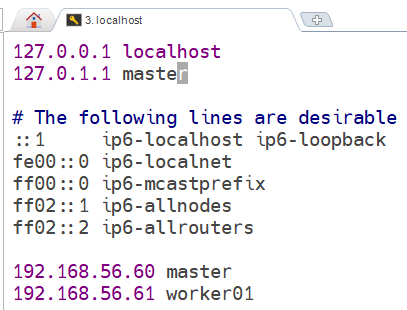 3. localhost
127.0.0.1 localhost
127.0.1.1 master
# The following lines are desirable
::1 ip6-localhost ip6-loopback
fe00::0 ip6-localnet
ff00::0 ip6-mcastprefix
ff02::1 ip6-allnodes
ff02::2 ip6-allrouters
192.168.56.60 master
192.168.56.61 worker01